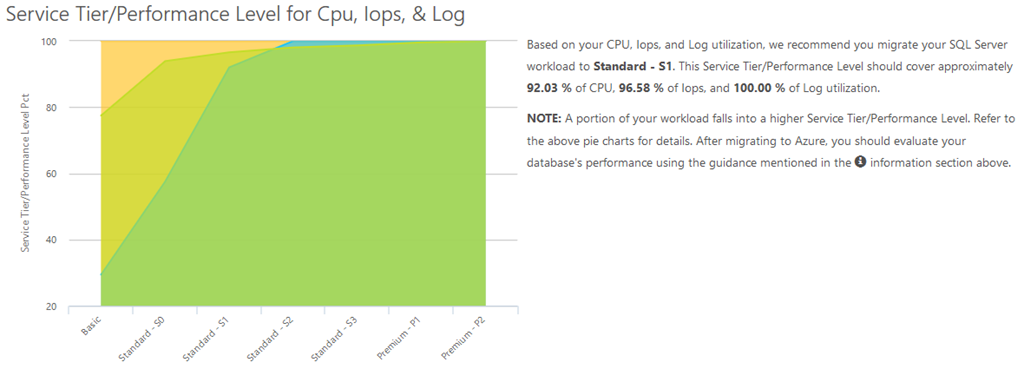 Service Tier/Performance Level for Cpu, Iops, & Log
Service Tier/Performance Level Pct
100
80
60
40
20
Basic
Standard - S0
Standard - S1
Standard - S2
Standard - S3
Premium - P1
Premium - P2
Based on your CPU, Iops, and Log utilization, we recommend you migrate your SQL Server
workload to Standard - S1. This Service Tier/Performance Level should cover approximately
92.03 % of CPU, 96.58 % of Iops, and 100.00 % of Log utilization.
NOTE: A portion of your workload falls into a higher Service Tier/Performance Level. Refer to
the above pie charts for details. After migrating to Azure, you should evaluate your
database's performance using the guidance mentioned in the i information section above.